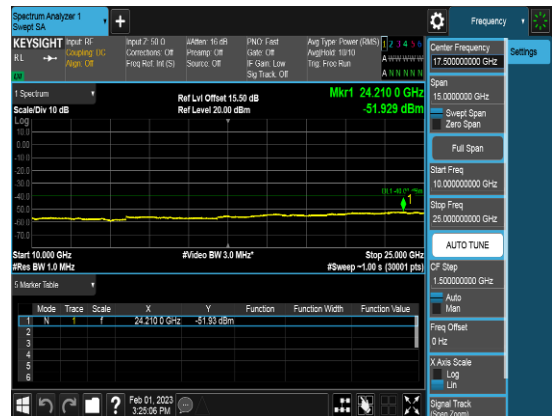 Spectrum Analyzer 1
Swept SA
Frequency
KEYSIGHT
Input: RF
Coupling: DC
Align: Off
Input Z: 50 Ω
Corrections: Off
Freq Ref: Int (S)
#Atten: 16 dB
Preamp: Off
Source: Off
PNO: Fast
Gate: Off
IF Gain: Low
Sig Track: Off
Avg Type: Power (RMS)
Avg|Hold: 10/10
Trig: Free Run
1 2 3 4 5 6
A W W W W W
A N N N N N
RL
LW
Center Frequency
17.500000000 GHz
Settings
Span
15.0000000 GHz
Swept Span
Zero Span
Full Span
Start Freq
10.000000000 GHz
Stop Freq
25.000000000 GHz
AUTO TUNE
CF Step
1.500000000 GHz
Auto
Man
Freq Offset
0 Hz
X Axis Scale
Log
Lin
Signal Track
(Span Zoom)
1 Spectrum
Scale/Div 10 dB
Log
Ref Lvl Offset 15.50 dB
Ref Level 20.00 dBm
Mkr1 24.210 0 GHz
-51.929 dBm
10.0
0.00
-10.0
-20.0
-30.0
-40.0
-50.0
-60.0
-70.0
1
Start 10.000 GHz
#Res BW 1.0 MHz
#Video BW 3.0 MHz*
Stop 25.000 GHz
#Sweep ~1.00 s (30001 pts)
5 Marker Table
Mode Trace Scale X Y Function Function Width Function Value
1 N 1 f 24.210 0 GHz -51.93 dBm
2
3
4
5
6
?
Feb 01, 2023
3:25:06 PM